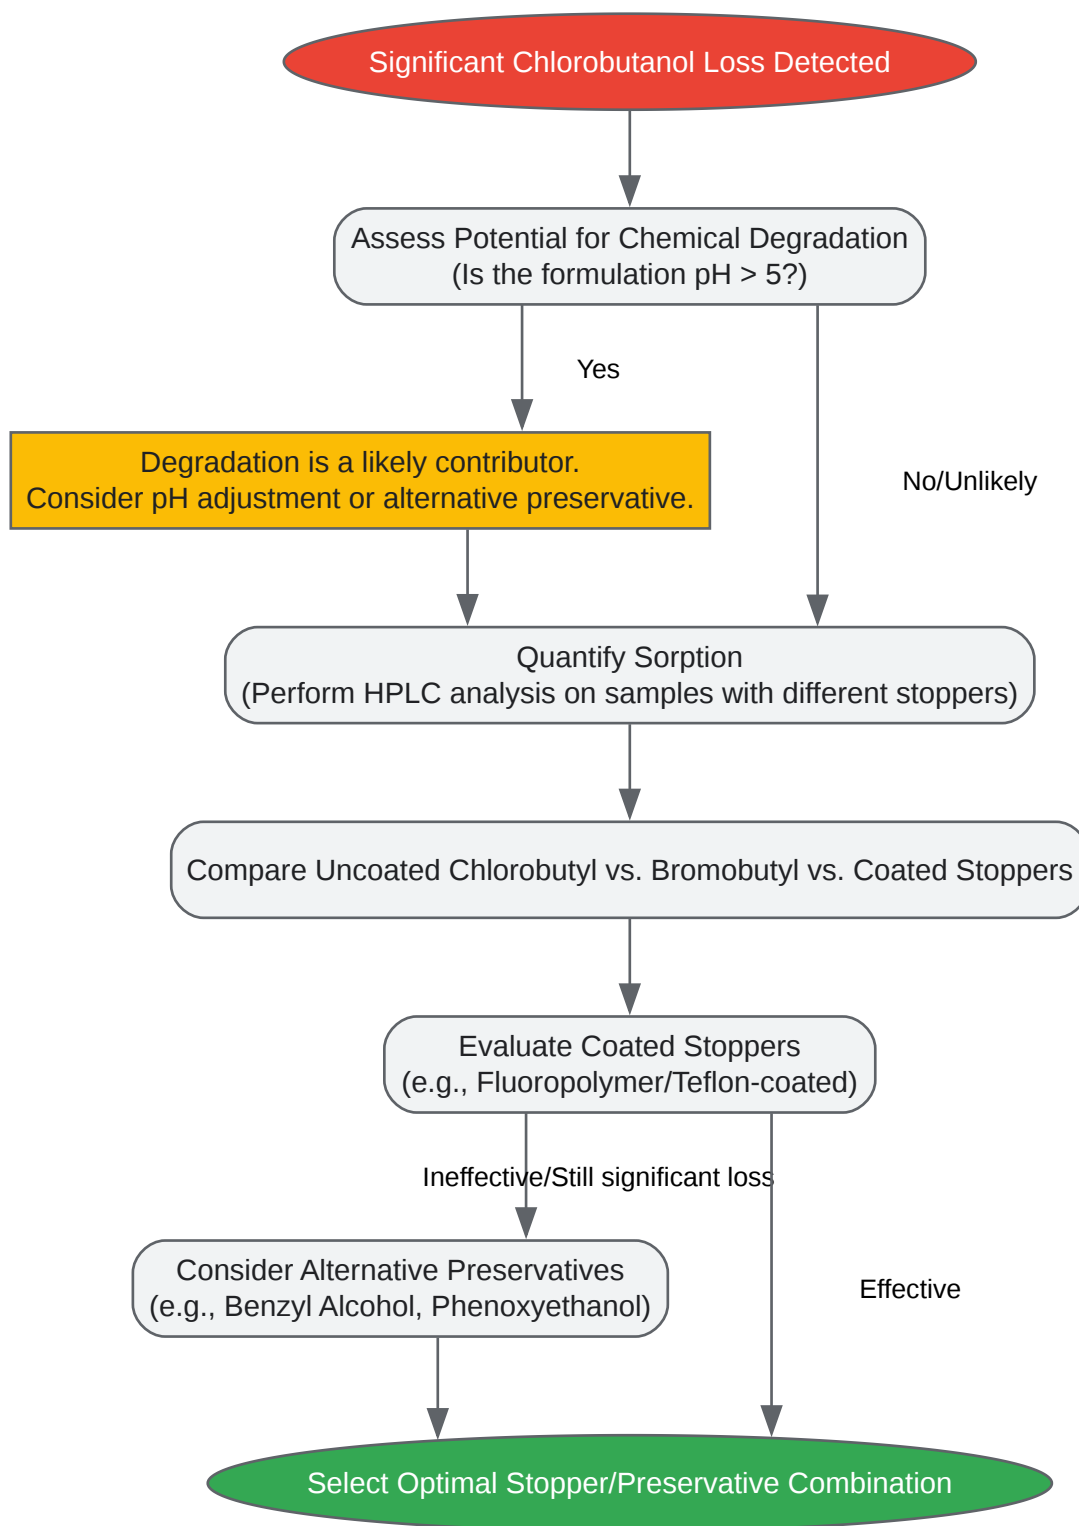 Significant Chlorobutanol Loss Detected
Assess Potential for Chemical Degradation
(Is the formulation pH > 5?)
Yes
Degradation is a likely contributor.
Consider pH adjustment or alternative preservative.
No/Unlikely
Quantify Sorption
(Perform HPLC analysis on samples with different stoppers)
Compare Uncoated Chlorobutyl vs. Bromobutyl vs. Coated Stoppers
Evaluate Coated Stoppers
(e.g., Fluoropolymer/Teflon-coated)
Ineffective/Still significant loss
Consider Alternative Preservatives
(e.g., Benzyl Alcohol, Phenoxyethanol)
Effective
Select Optimal Stopper/Preservative Combination